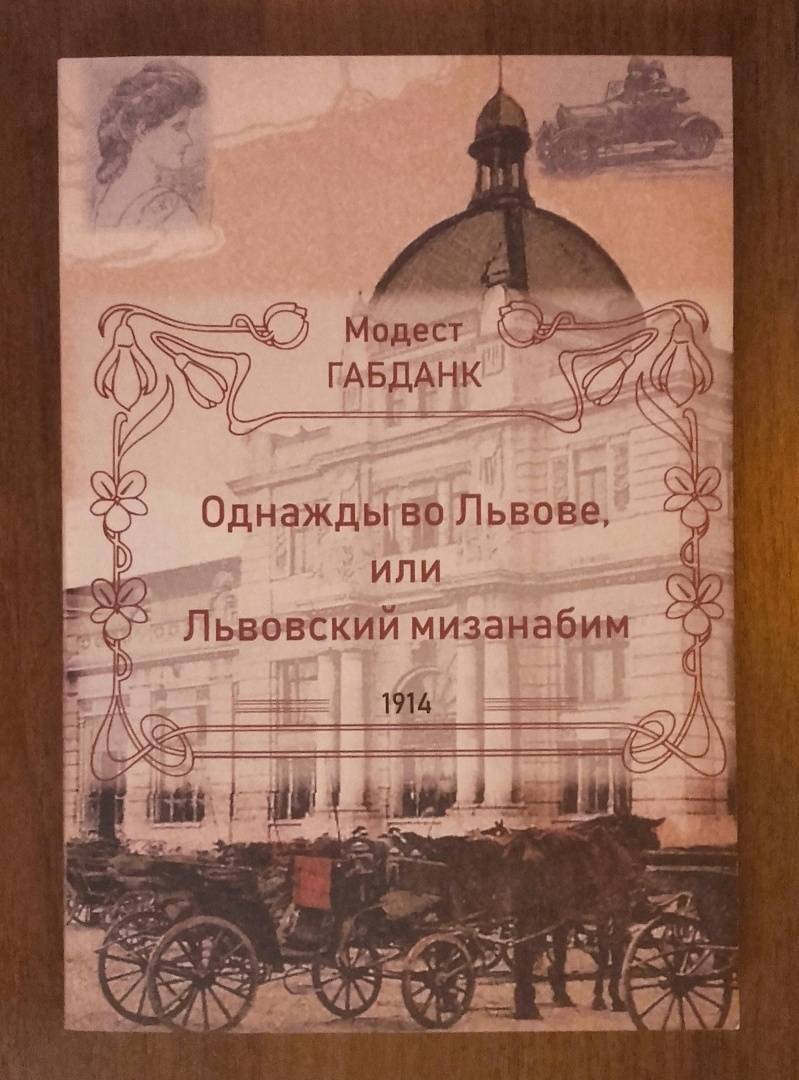 Модест
ГАБДАНК
Однажды во Львове,
или
Львовский мизанабим
1914